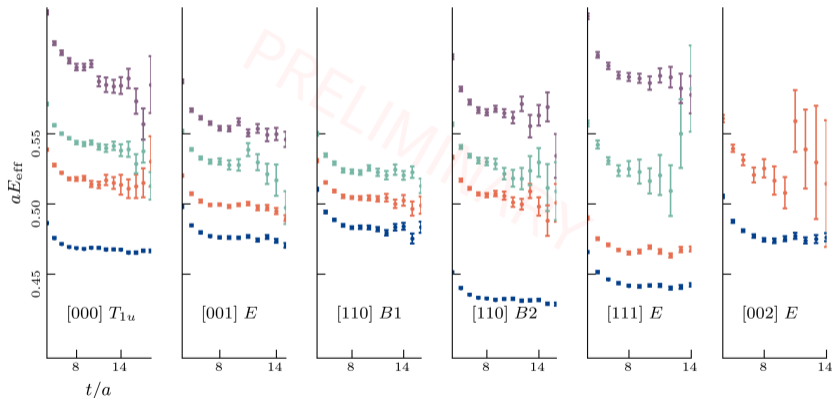 PRELIMINARY
aE_eff
0.55
0.50
0.45
[000] T_{1u}
[001] E
[110] B1
[110] B2
[111] E
[002] E
8 14 8 14 8 14 8 14 8 14 8 14
t/a